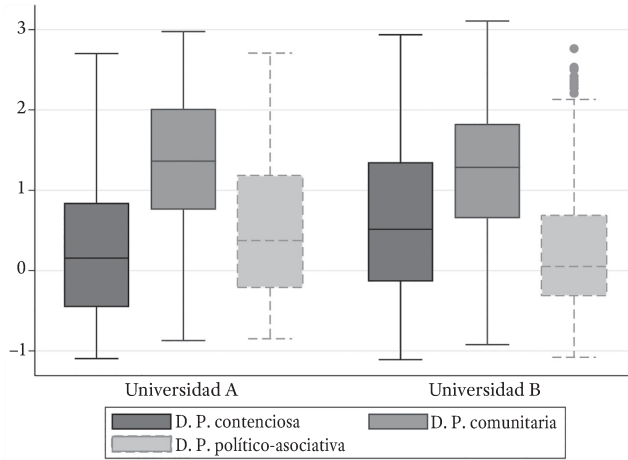 3
2
1
0
−1
Universidad A Universidad B
D. P. contenciosa D. P. comunitaria
D. P. político-asociativa